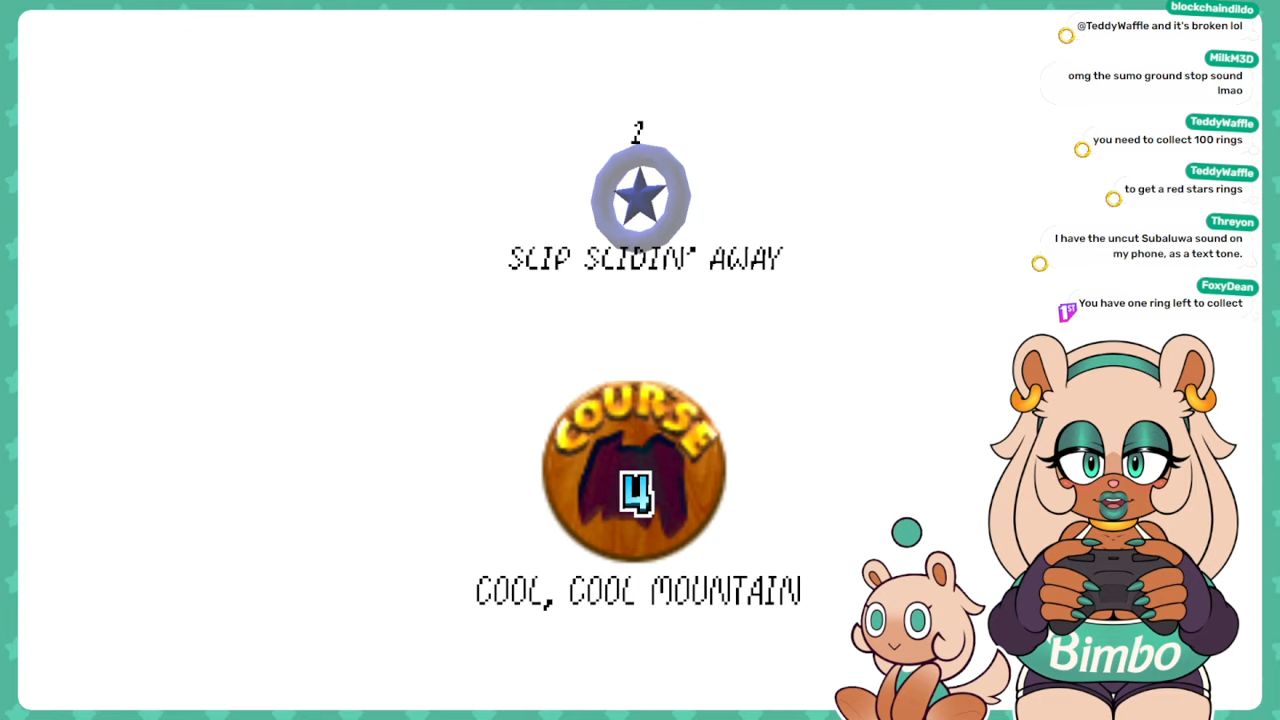 1
SLIP SLIDIN' AWAY
COURSE
4
COOL, COOL MOUNTAIN
blockchaindildo
@TeddyWaffle and it's broken lol
MilkM3D
omg the sumo ground stop sound
lmao
TeddyWaffle
you need to collect 100 rings
TeddyWaffle
to get a red stars rings
Threyon
I have the uncut Subaluwa sound on
my phone, as a text tone.
FoxyDean
1ST
You have one ring left to collect
Bimbo